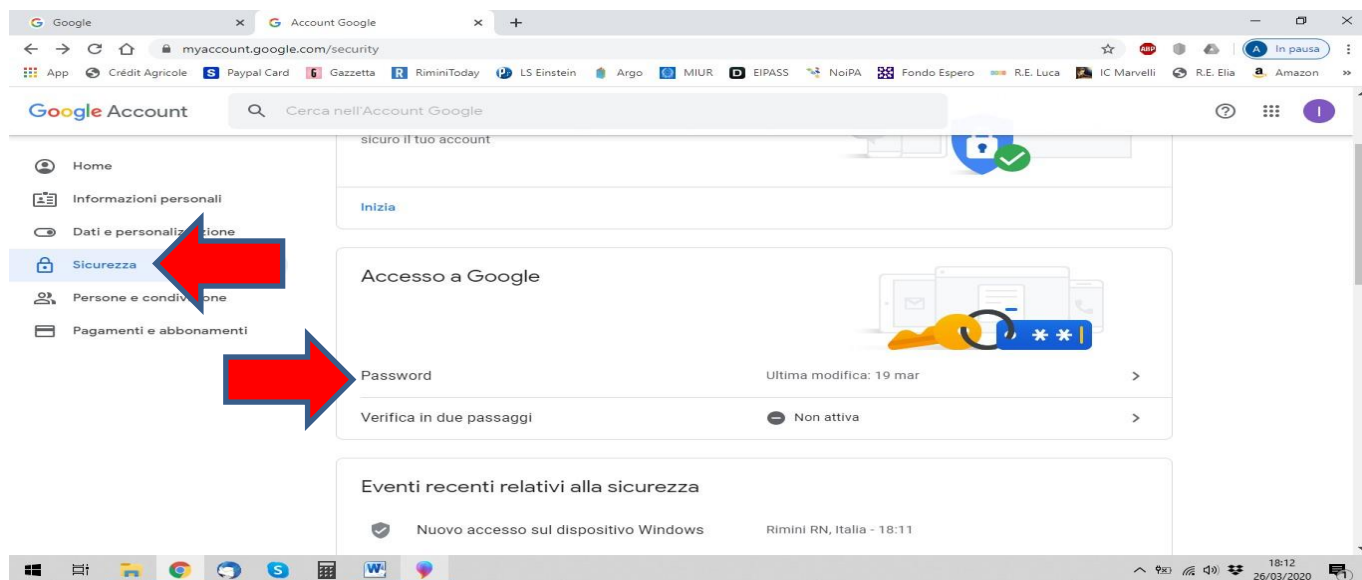 Google
Account Google
myaccount.google.com/security
ABP
A In pausa
App Crédit Agricole S Paypal Card G Gazzetta R RiminiToday LS Einstein Argo MIUR D EIPASS NoiPA Fondo Espero R.E. Luca IC Marvelli R.E. Elia a Amazon »
Google Account
Cerca nell'Account Google
I
sicuro il tuo account
Home
Informazioni personali
Inizia
Dati e personalizzazione
Sicurezza
Accesso a Google
Persone e condivisione
Pagamenti e abbonamenti
**
Password Ultima modifica: 19 mar
Verifica in due passaggi Non attiva
Eventi recenti relativi alla sicurezza
Nuovo accesso sul dispositivo Windows Rimini RN, Italia - 18:11
18:12
26/03/2020